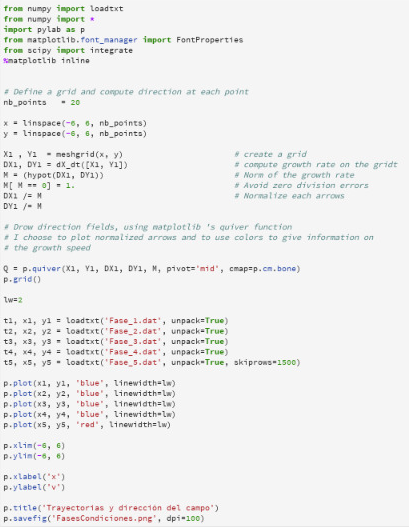 from numpy import loadtxt
from numpy import *
import pylab as p
from matplotlib.font_manager import FontProperties
from scipy import integrate
%matplotlib inline
# Define a grid and compute direction at each point
nb_points   = 20
x = linspace(-6, 6, nb_points)
y = linspace(-6, 6, nb_points)
X1 , Y1  = meshgrid(x, y)                       # create a grid
DX1, DY1 = dX_dt([X1, Y1])                      # compute growth rate on the gridt
M = (hypot(DX1, DY1))                           # Norm of the growth rate
M[ M == 0] = 1.                                 # Avoid zero division errors
DX1 /= M                                        # Normalize each arrows
DY1 /= M
# Drow direction fields, using matplotlib 's quiver function
# I choose to plot normalized arrows and to use colors to give information on
# the growth speed
Q = p.quiver(X1, Y1, DX1, DY1, M, pivot='mid', cmap=p.cm.bone)
p.grid()
lw=2
t1, x1, y1 = loadtxt('Fase_1.dat', unpack=True)
t2, x2, y2 = loadtxt('Fase_2.dat', unpack=True)
t3, x3, y3 = loadtxt('Fase_3.dat', unpack=True)
t4, x4, y4 = loadtxt('Fase_4.dat', unpack=True)
t5, x5, y5 = loadtxt('Fase_5.dat', unpack=True, skiprows=1500)
p.plot(x1, y1, 'blue', linewidth=lw)
p.plot(x2, y2, 'blue', linewidth=lw)
p.plot(x3, y3, 'blue', linewidth=lw)
p.plot(x4, y4, 'blue', linewidth=lw)
p.plot(x5, y5, 'red', linewidth=lw)
p.xlim(-6, 6)
p.ylim(-6, 6)
p.xlabel('x')
p.ylabel('v')
p.title('Trayectorias y dirección del campo')
p.savefig('FasesCondiciones.png', dpi=100)